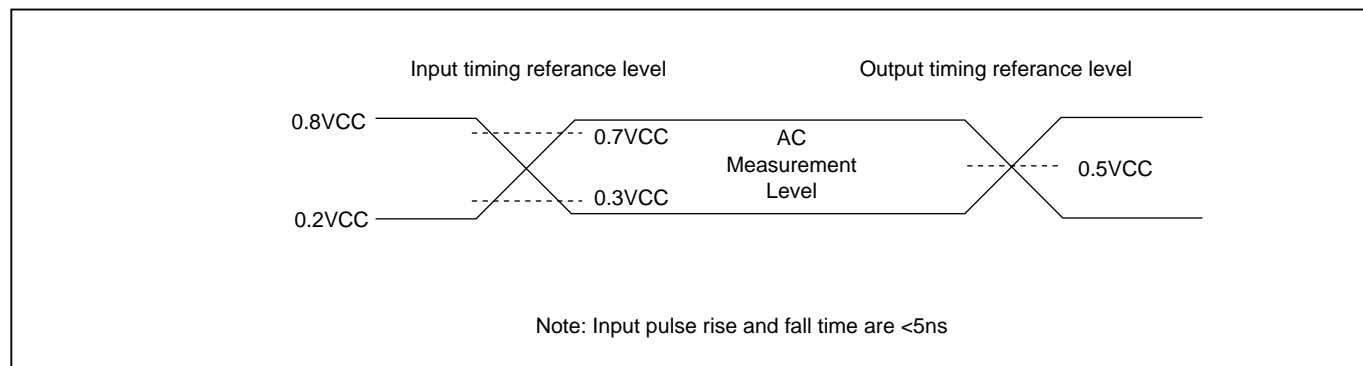 Input timing referance level
Output timing referance level
0.8VCC
0.7VCC
AC
Measurement
Level
0.5VCC
0.3VCC
0.2VCC
Note: Input pulse rise and fall time are <5ns